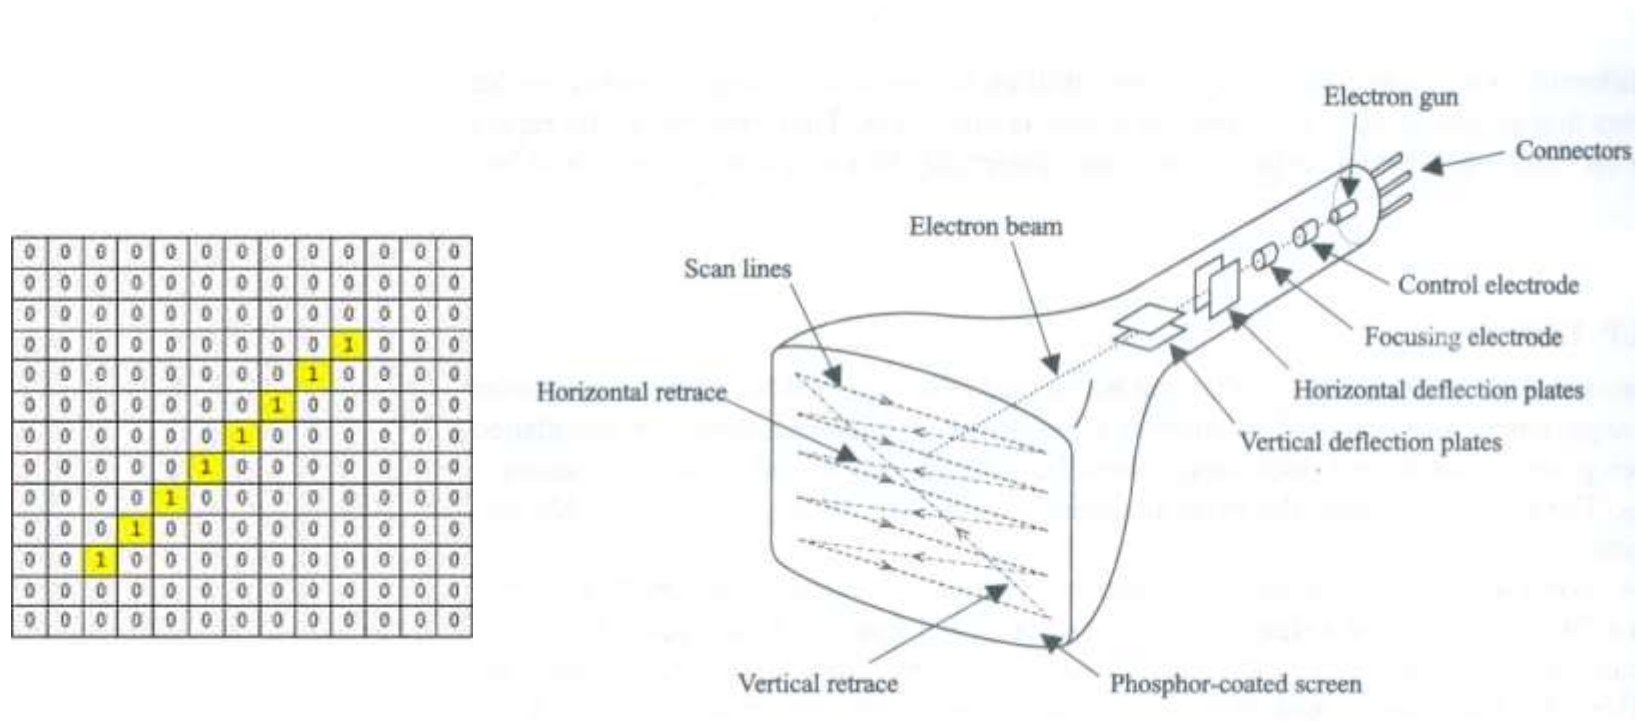 0 0 0 0 0 0 0 0 0 0 0 0 0
0 0 0 0 0 0 0 0 0 0 0 0 0
0 0 0 0 0 0 0 0 0 0 0 0 0
0 0 0 0 0 0 0 0 0 1 0 0 0
0 0 0 0 0 0 0 0 1 0 0 0 0
0 0 0 0 0 0 0 1 0 0 0 0 0
0 0 0 0 0 0 1 0 0 0 0 0 0
0 0 0 0 0 1 0 0 0 0 0 0 0
0 0 0 0 1 0 0 0 0 0 0 0 0
0 0 0 1 0 0 0 0 0 0 0 0 0
0 0 1 0 0 0 0 0 0 0 0 0 0
0 0 0 0 0 0 0 0 0 0 0 0 0
0 0 0 0 0 0 0 0 0 0 0 0 0
Electron gun
Connectors
Electron beam
Scan lines
Control electrode
Focusing electrode
Horizontal retrace
Horizontal deflection plates
Vertical deflection plates
Vertical retrace
Phosphor-coated screen